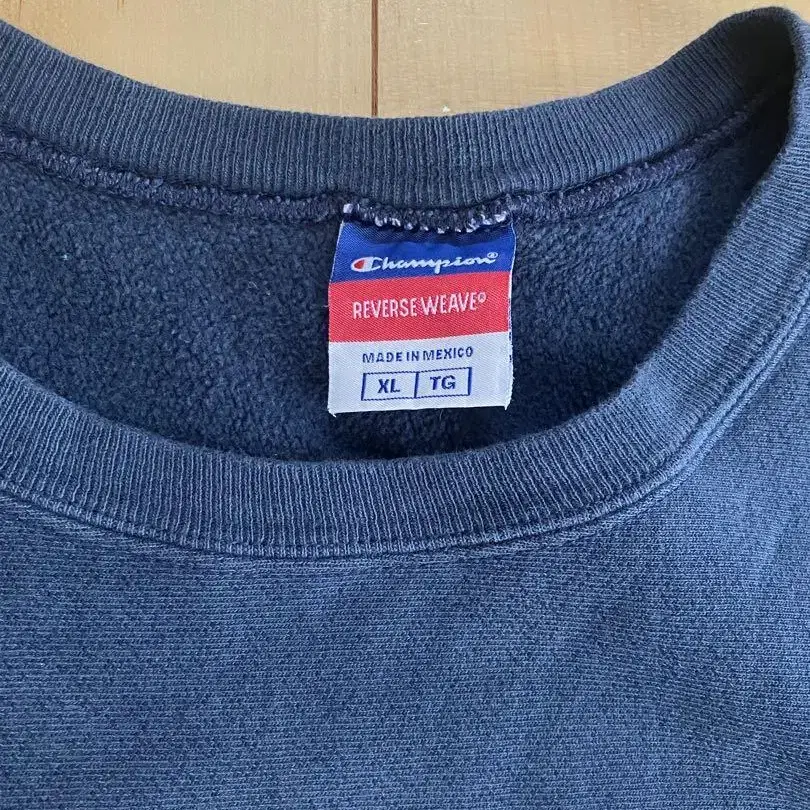 Champion®
REVERSE WEAVE®
MADE IN MEXICO
XL TG